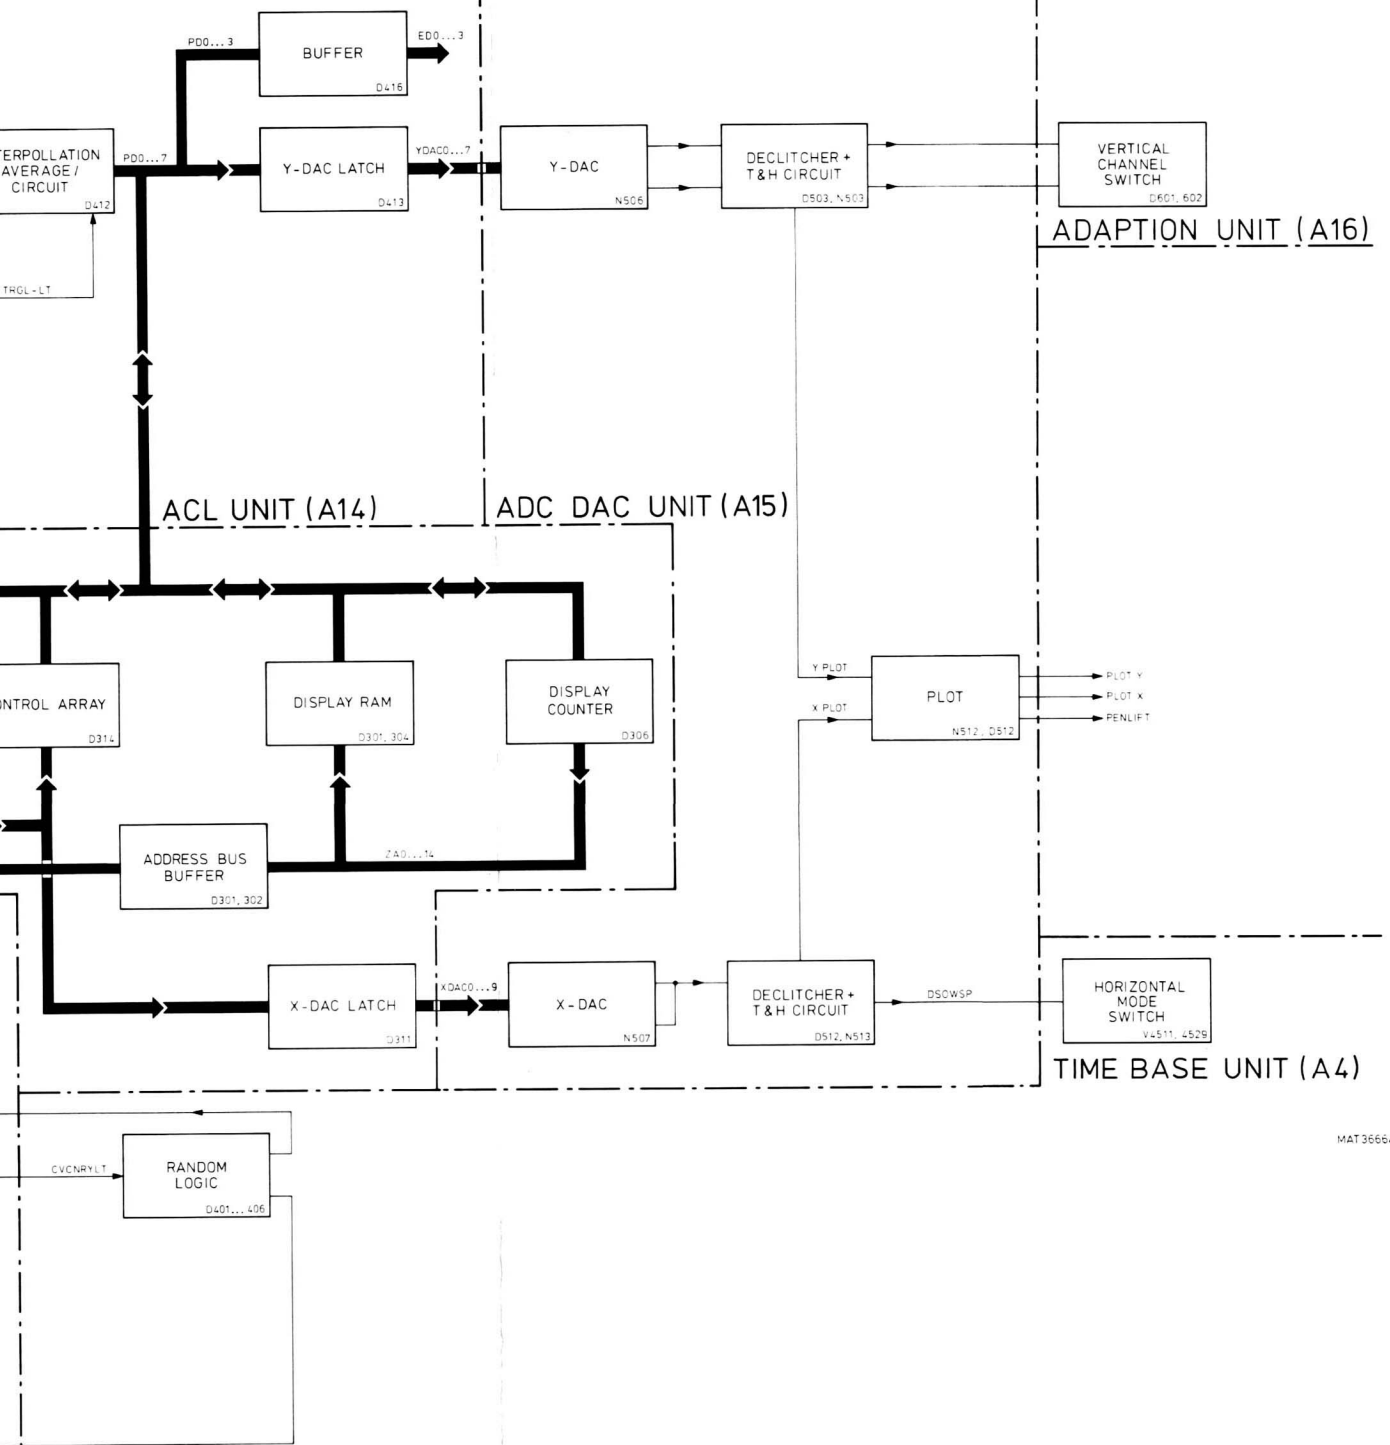 PD0...3
BUFFER
D416
ED0...3
TERPOLLATION
AVERAGE/
CIRCUIT
D412
PD0...7
Y-DAC LATCH
D413
YDAC0...7
Y-DAC
N506
DECLITCHER+
T&H CIRCUIT
D503, N503
VERTICAL
CHANNEL
SWITCH
D601, 602
ADAPTION UNIT (A16)
TRGL-LT
ACL UNIT (A14)
ADC DAC UNIT (A15)
NTROL ARRAY
D314
DISPLAY RAM
D301, 304
DISPLAY
COUNTER
D306
Y PLOT
X PLOT
PLOT
N512, D512
PLOT Y
PLOT X
PENLIFT
ADDRESS BUS
BUFFER
D301, 302
ZA0...14
X-DAC LATCH
D311
XDAC0...9
X-DAC
N507
DECLITCHER+
T&H CIRCUIT
D512, N513
DSOWSP
HORIZONTAL
MODE
SWITCH
V4511, 4529
TIME BASE UNIT (A4)
MAT3666
CVCNRYLT
RANDOM
LOGIC
D401...406